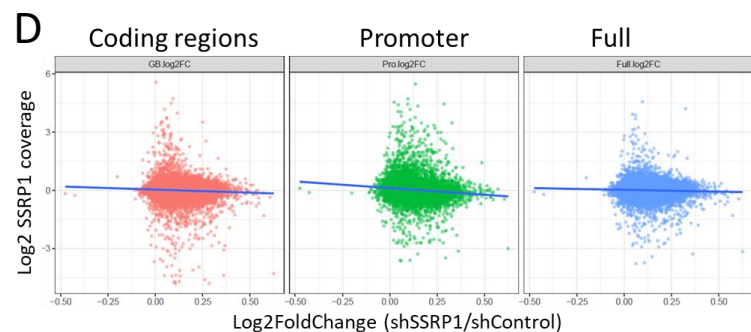 D
Coding regions Promoter Full
GB.log2FC Pro.log2FC Full.log2FC
Log2 SSRP1 coverage
6
3
0
-3
-0.50 -0.25 0.00 0.25 0.50 -0.50 -0.25 0.00 0.25 0.50 -0.50 -0.25 0.00 0.25 0.50
Log2FoldChange (shSSRP1/shControl)